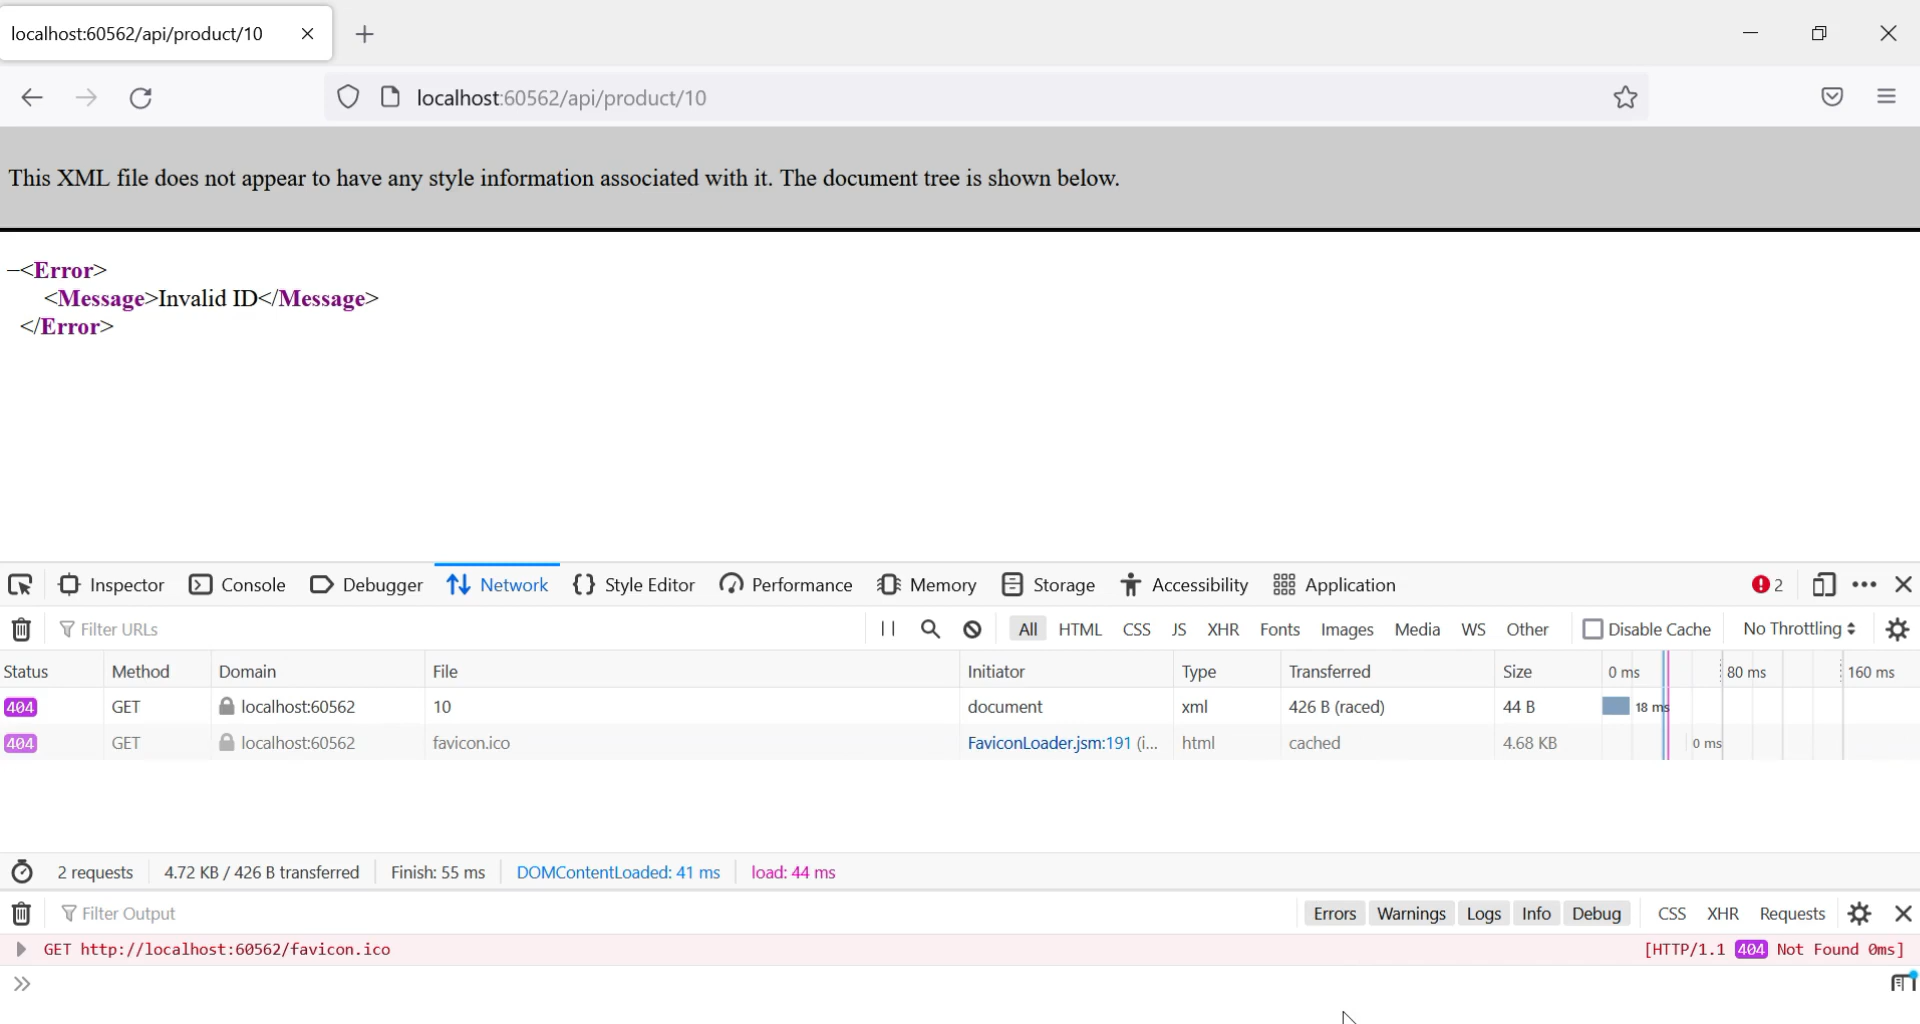 localhost:60562/api/product/10
localhost:60562/api/product/10
This XML file does not appear to have any style information associated with it. The document tree is shown below.
–<Error>
<Message>Invalid ID</Message>
</Error>
Inspector Console Debugger Network Style Editor Performance Memory Storage Accessibility Application 2
Filter URLs All HTML CSS JS XHR Fonts Images Media WS Other Disable Cache No Throttling
Status Method Domain File Initiator Type Transferred Size 0 ms 80 ms 160 ms
404 GET localhost:60562 10 document xml 426 B (raced) 44 B 18 ms
404 GET localhost:60562 favicon.ico FaviconLoader.jsm:191 (i... html cached 4.68 KB 0 ms
2 requests 4.72 KB / 426 B transferred Finish: 55 ms DOMContentLoaded: 41 ms load: 44 ms
Filter Output Errors Warnings Logs Info Debug CSS XHR Requests
GET http://localhost:60562/favicon.ico [HTTP/1.1 404 Not Found 0ms]